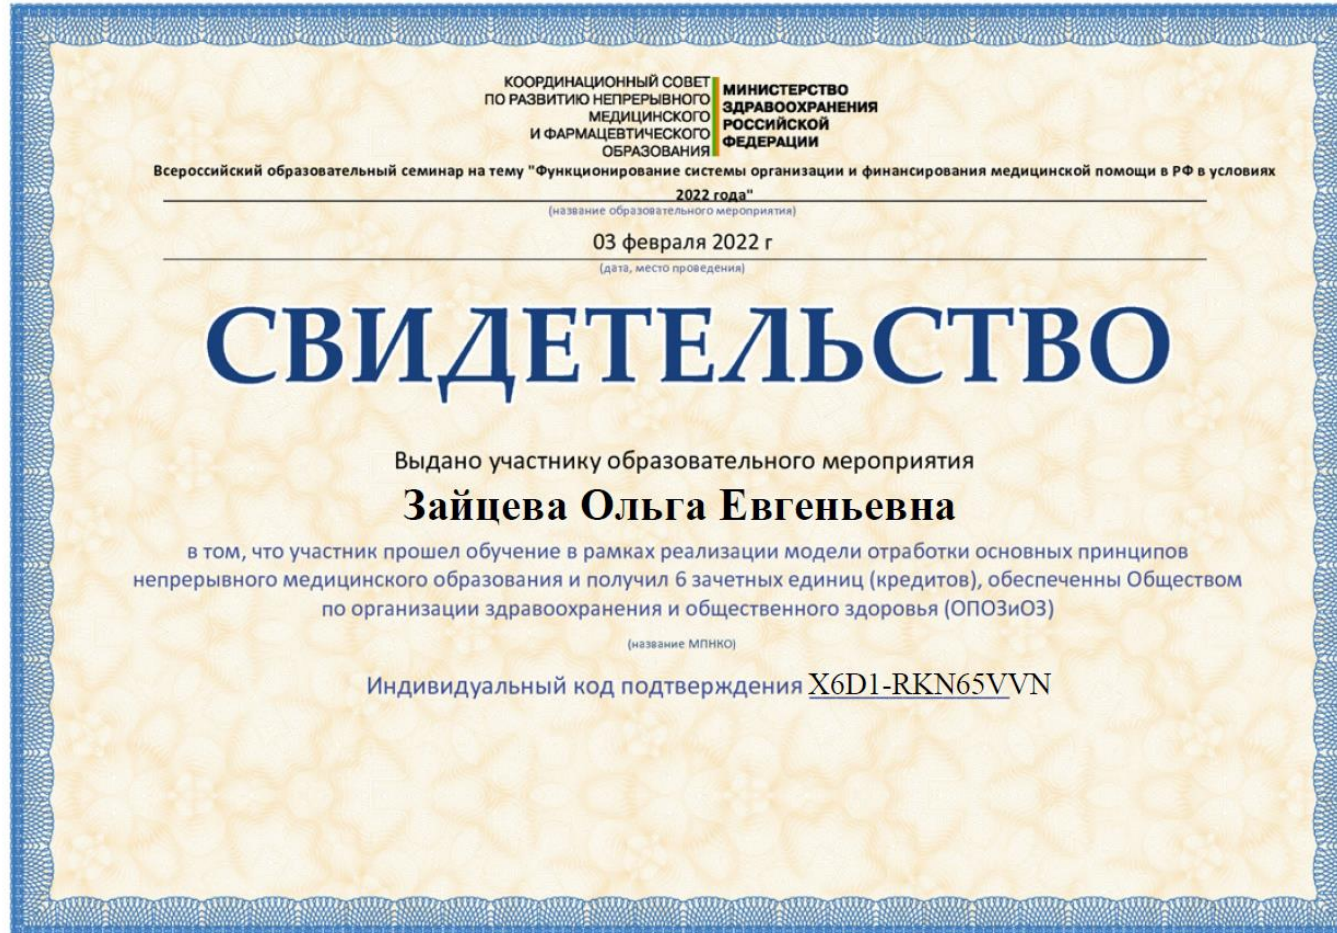 КООРДИНАЦИОННЫЙ СОВЕТ
ПО РАЗВИТИЮ НЕПРЕРЫВНОГО
МЕДИЦИНСКОГО
И ФАРМАЦЕВТИЧЕСКОГО
ОБРАЗОВАНИЯ
МИНИСТЕРСТВО
ЗДРАВООХРАНЕНИЯ
РОССИЙСКОЙ
ФЕДЕРАЦИИ
Всероссийский образовательный семинар на тему "Функционирование системы организации и финансирования медицинской помощи в РФ в условиях
2022 года"
(название образовательного мероприятия)
03 февраля 2022 г
(дата, место проведения)
СВИДЕТЕЛЬСТВО
Выдано участнику образовательного мероприятия
Зайцева Ольга Евгеньевна
в том, что участник прошел обучение в рамках реализации модели отработки основных принципов
непрерывного медицинского образования и получил 6 зачетных единиц (кредитов), обеспеченны Обществом
по организации здравоохранения и общественного здоровья (ОПОЗиОЗ)
(название МПНКО)
Индивидуальный код подтверждения X6D1-RKN65VVN